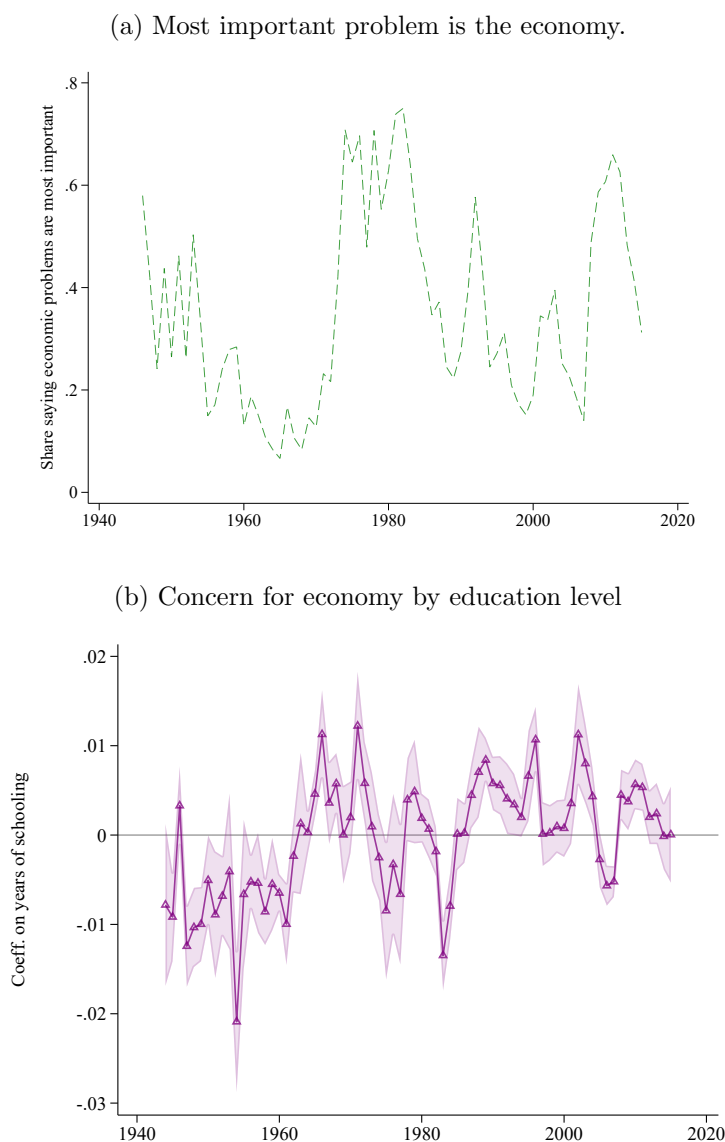 (a) Most important problem is the economy.
Share saying economic problems are most important
.8
.6
.4
.2
0
1940 1960 1980 2000 2020
(b) Concern for economy by education level
Coeff. on years of schooling
.02
.01
0
-.01
-.02
-.03
1940 1960 1980 2000 2020